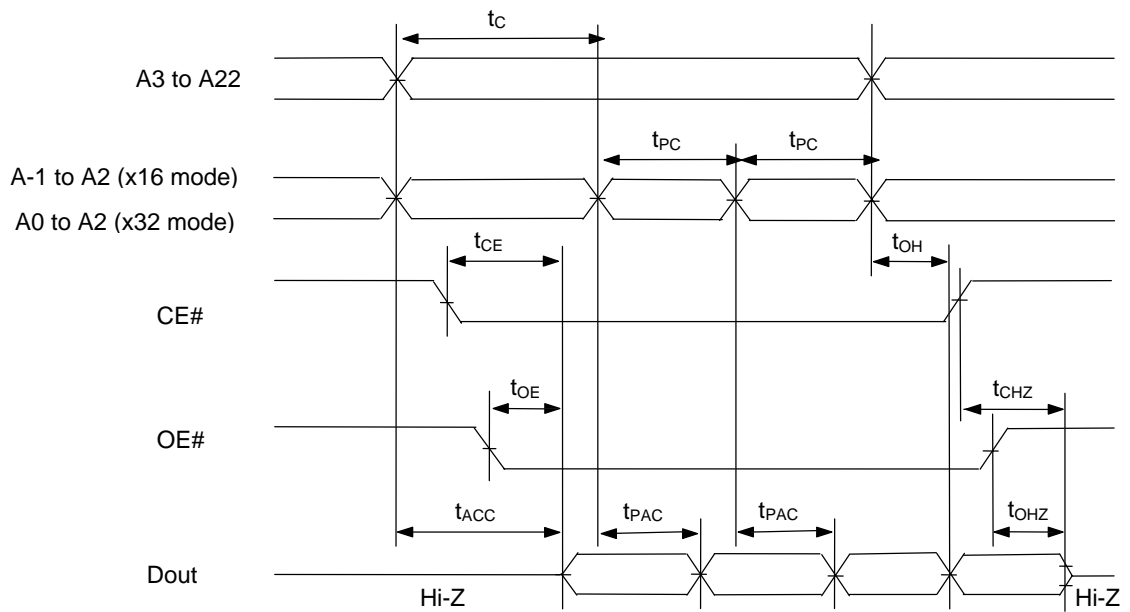 tC
A3 to A22
tPC tPC
A-1 to A2 (x16 mode)
A0 to A2 (x32 mode)
tCE tOH
CE#
tOE tCHZ
OE#
tACC tPAC tPAC tOHZ
Dout
Hi-Z Hi-Z